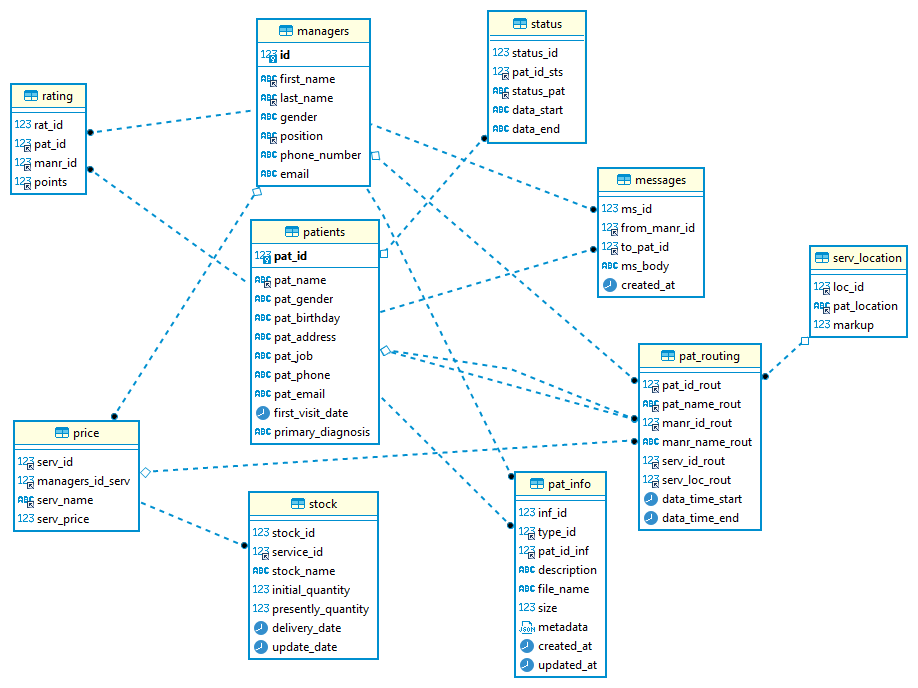 managers
123 id
ABC first_name
ABC last_name
ABC gender
ABC position
ABC phone_number
ABC email
status
123 status_id
123 pat_id_sts
ABC status_pat
ABC data_start
ABC data_end
rating
123 rat_id
123 pat_id
123 manr_id
123 points
messages
123 ms_id
123 from_manr_id
123 to_pat_id
ABC ms_body
created_at
patients
123 pat_id
ABC pat_name
ABC pat_gender
ABC pat_birthday
ABC pat_address
ABC pat_job
ABC pat_phone
ABC pat_email
first_visit_date
ABC primary_diagnosis
serv_location
123 loc_id
ABC pat_location
123 markup
pat_routing
123 pat_id_rout
ABC pat_name_rout
123 manr_id_rout
ABC manr_name_rout
123 serv_id_rout
123 serv_loc_rout
data_time_start
data_time_end
price
123 serv_id
123 managers_id_serv
ABC serv_name
123 serv_price
stock
123 stock_id
123 service_id
ABC stock_name
123 initial_quantity
123 presently_quantity
delivery_date
update_date
pat_info
123 inf_id
123 type_id
123 pat_id_inf
ABC description
ABC file_name
123 size
JSON metadata
created_at
updated_at